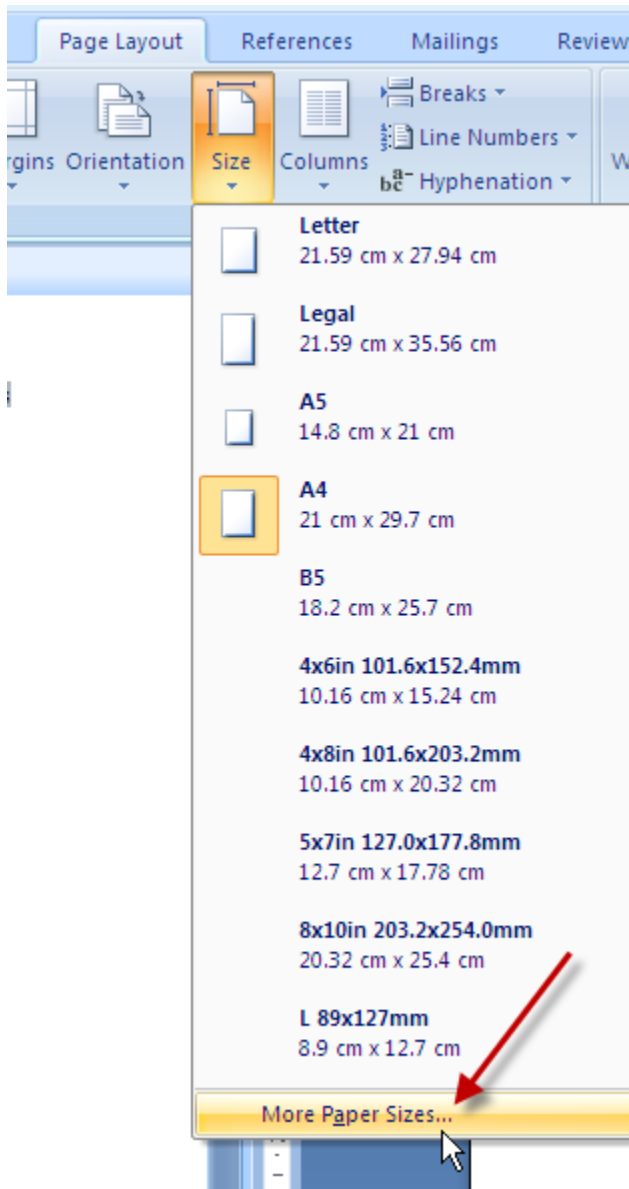 Page Layout References Mailings Review
Breaks
Line Numbers
rgins Orientation Size Columns
Hyphenation
Letter
21.59 cm x 27.94 cm
Legal
21.59 cm x 35.56 cm
A5
14.8 cm x 21 cm
A4
21 cm x 29.7 cm
B5
18.2 cm x 25.7 cm
4x6in 101.6x152.4mm
10.16 cm x 15.24 cm
4x8in 101.6x203.2mm
10.16 cm x 20.32 cm
5x7in 127.0x177.8mm
12.7 cm x 17.78 cm
8x10in 203.2x254.0mm
20.32 cm x 25.4 cm
L 89x127mm
8.9 cm x 12.7 cm
More Paper Sizes...